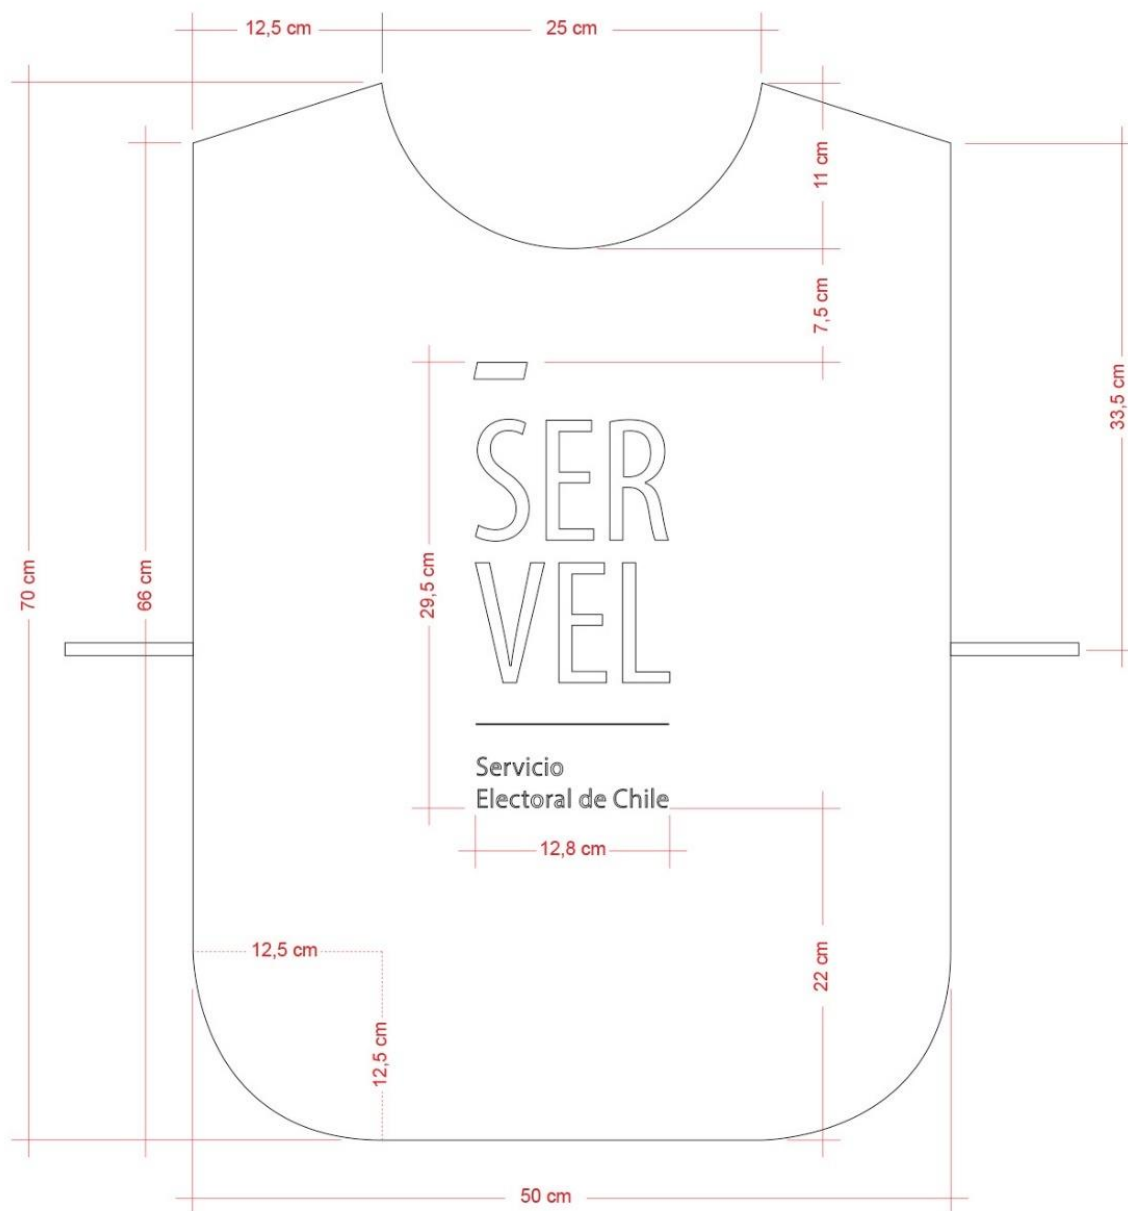 12,5 cm
25 cm
11 cm
7,5 cm
33,5 cm
SER
VEL
29,5 cm
70 cm
66 cm
Servicio
Electoral de Chile
12,8 cm
12,5 cm
22 cm
12,5 cm
50 cm